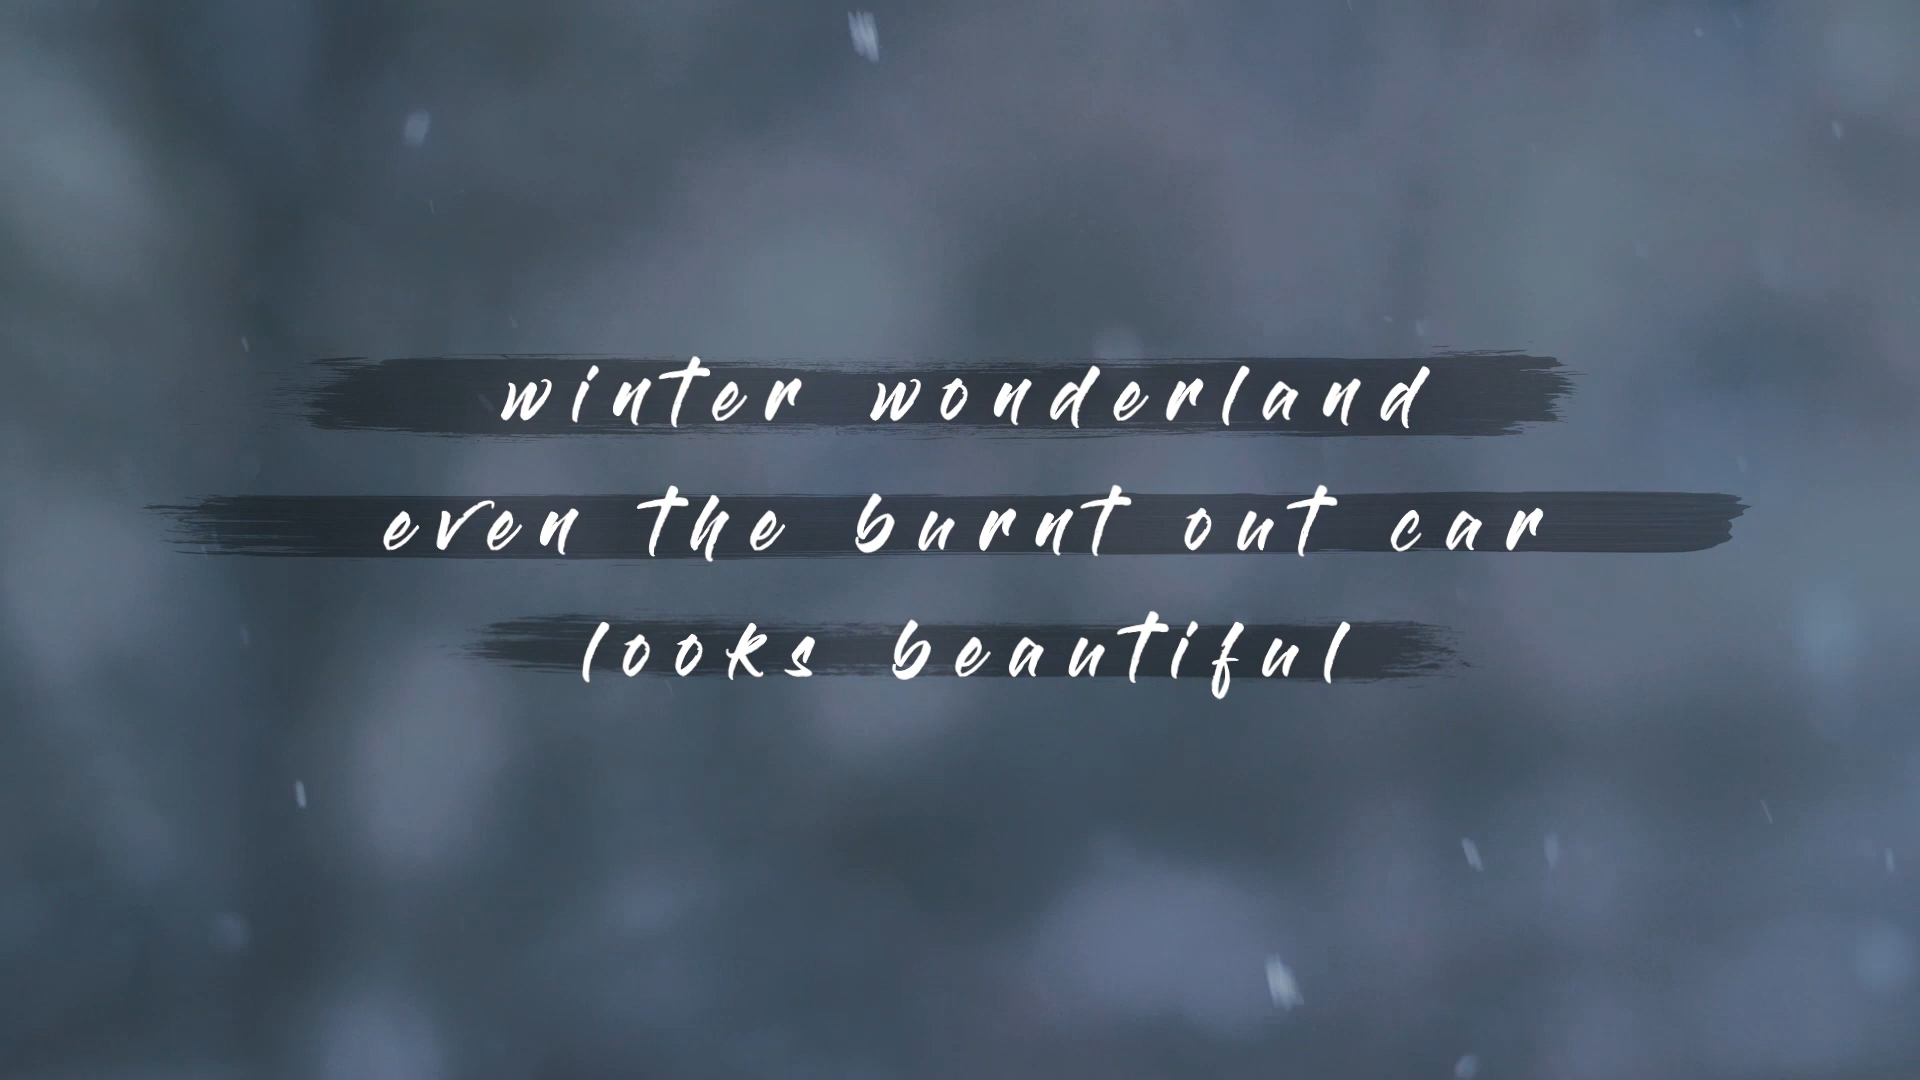 winter wonderland
even the burnt out car
looks beautiful